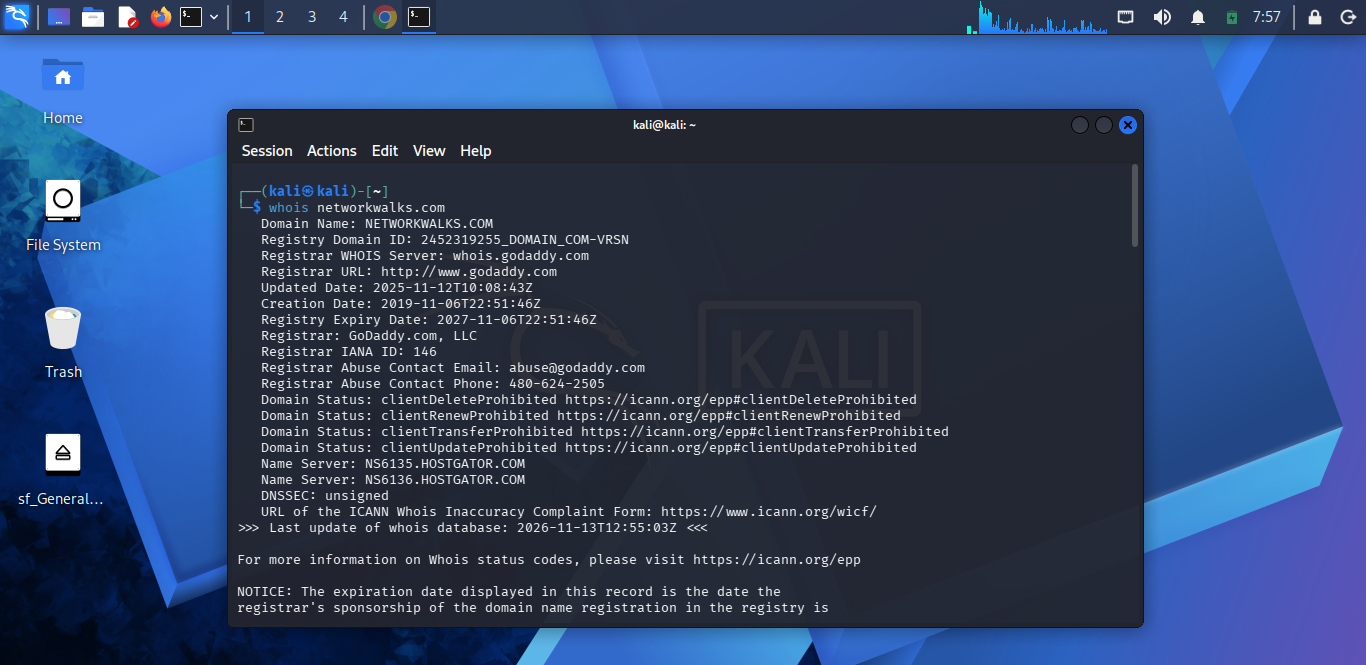 1 2 3 4
7:57
Home
File System
Trash
sf_General...
kali@kali: ~
Session Actions Edit View Help
┌──(kali㉿kali)-[~]
└─$ whois networkwalks.com
Domain Name: NETWORKWALKS.COM
Registry Domain ID: 2452319255_DOMAIN_COM-VRSN
Registrar WHOIS Server: whois.godaddy.com
Registrar URL: http://www.godaddy.com
Updated Date: 2025-11-12T10:08:43Z
Creation Date: 2019-11-06T22:51:46Z
Registry Expiry Date: 2027-11-06T22:51:46Z
Registrar: GoDaddy.com, LLC
Registrar IANA ID: 146
Registrar Abuse Contact Email: abuse@godaddy.com
Registrar Abuse Contact Phone: 480-624-2505
Domain Status: clientDeleteProhibited https://icann.org/epp#clientDeleteProhibited
Domain Status: clientRenewProhibited https://icann.org/epp#clientRenewProhibited
Domain Status: clientTransferProhibited https://icann.org/epp#clientTransferProhibited
Domain Status: clientUpdateProhibited https://icann.org/epp#clientUpdateProhibited
Name Server: NS6135.HOSTGATOR.COM
Name Server: NS6136.HOSTGATOR.COM
DNSSEC: unsigned
URL of the ICANN Whois Inaccuracy Complaint Form: https://www.icann.org/wicf/
>>> Last update of whois database: 2026-11-13T12:55:03Z <<<
For more information on Whois status codes, please visit https://icann.org/epp
NOTICE: The expiration date displayed in this record is the date the
registrar's sponsorship of the domain name registration in the registry is
KALI